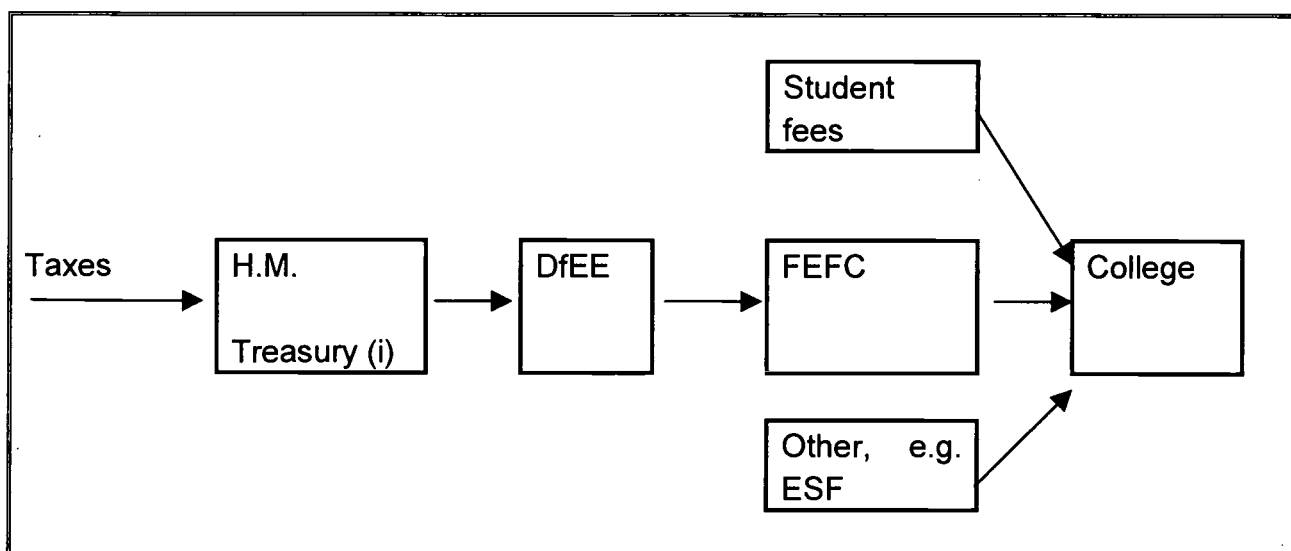 Student
fees
Taxes
H.M.
Treasury (i)
DfEE
FEFC
College
Other, e.g.
ESF